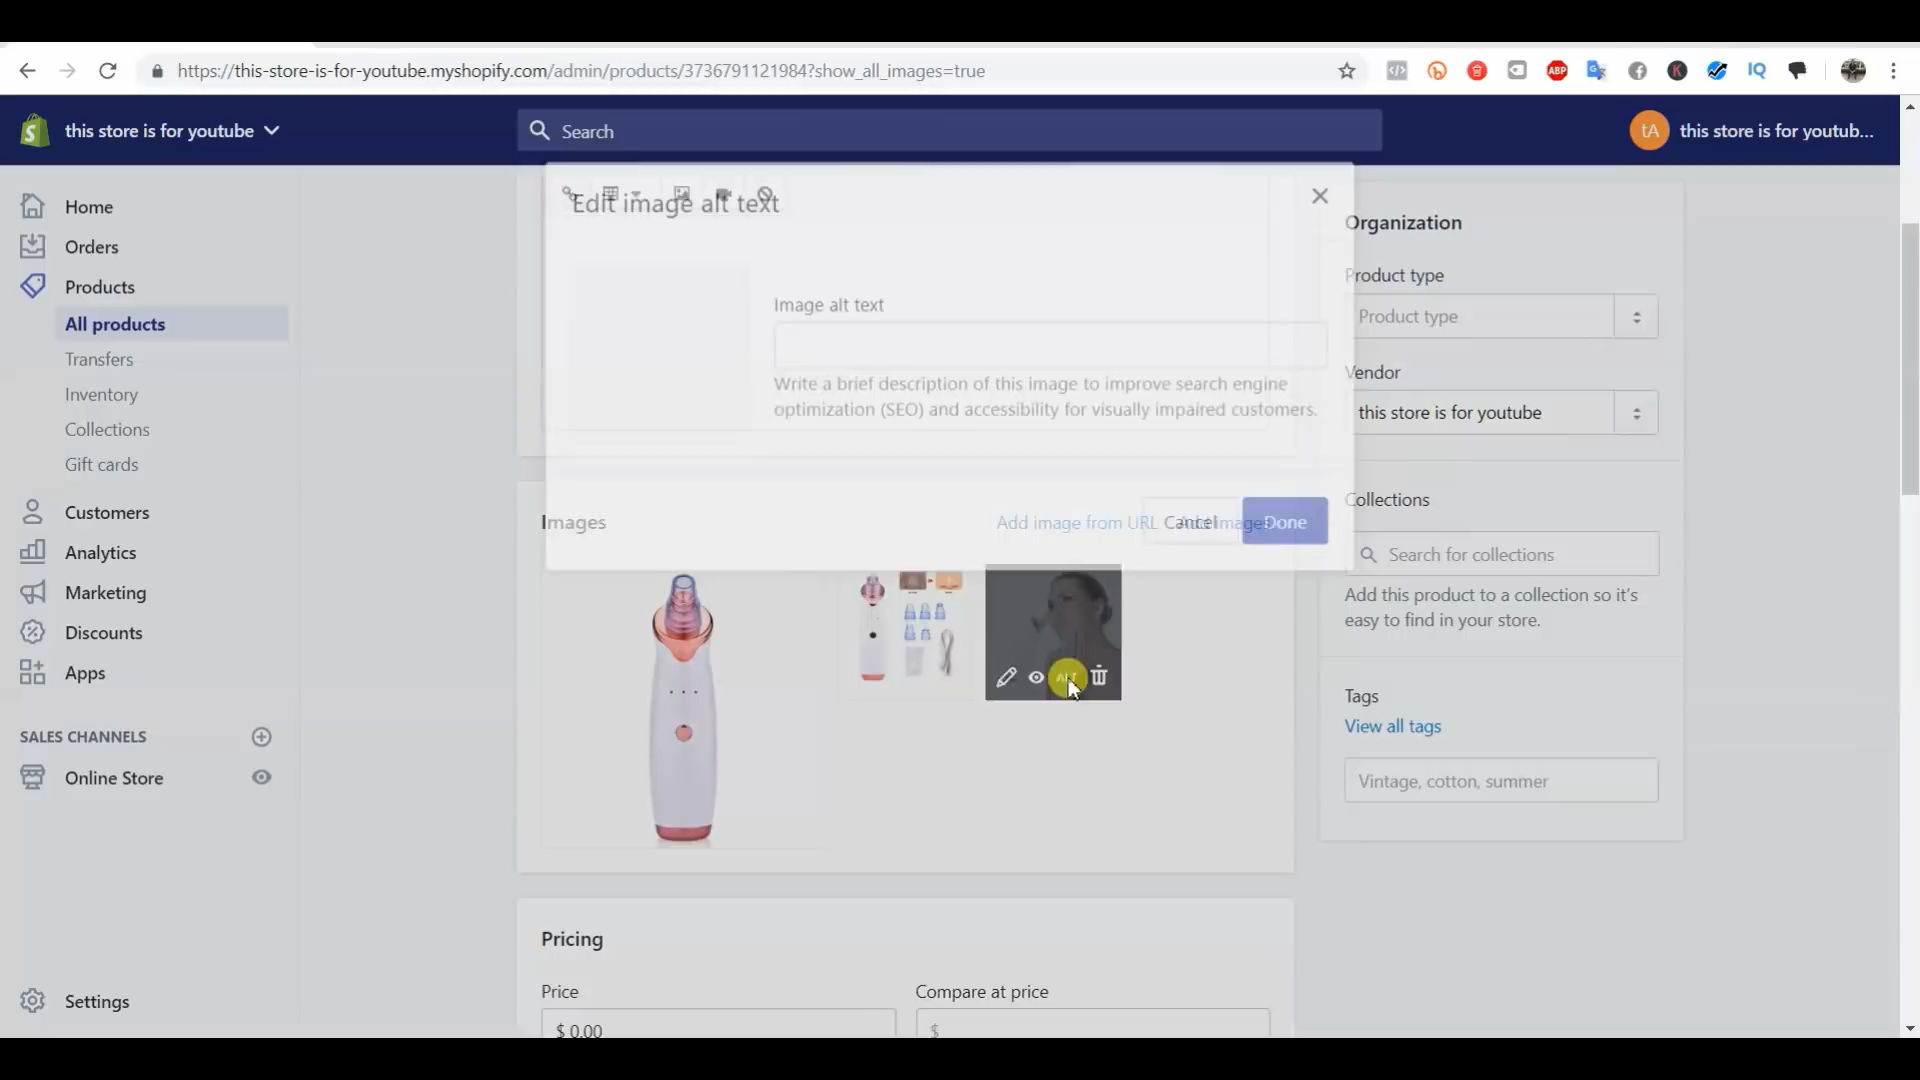 https://this-store-is-for-youtube.myshopify.com/admin/products/3736791121984?show_all_images=true
ABP
K
IQ
this store is for youtube
Search
tA
this store is for youtub...
Home
Orders
Products
All products
Transfers
Inventory
Collections
Gift cards
Customers
Analytics
Marketing
Discounts
Apps
SALES CHANNELS
Online Store
Settings
Edit image alt text
Image alt text
Write a brief description of this image to improve search engine
optimization (SEO) and accessibility for visually impaired customers.
Images
Add image from URL
Cancel
Add images
Done
ALT
Pricing
Price
Compare at price
$ 0.00
$
Organization
Product type
Product type
Vendor
this store is for youtube
Collections
Search for collections
Add this product to a collection so it's
easy to find in your store.
Tags
View all tags
Vintage, cotton, summer